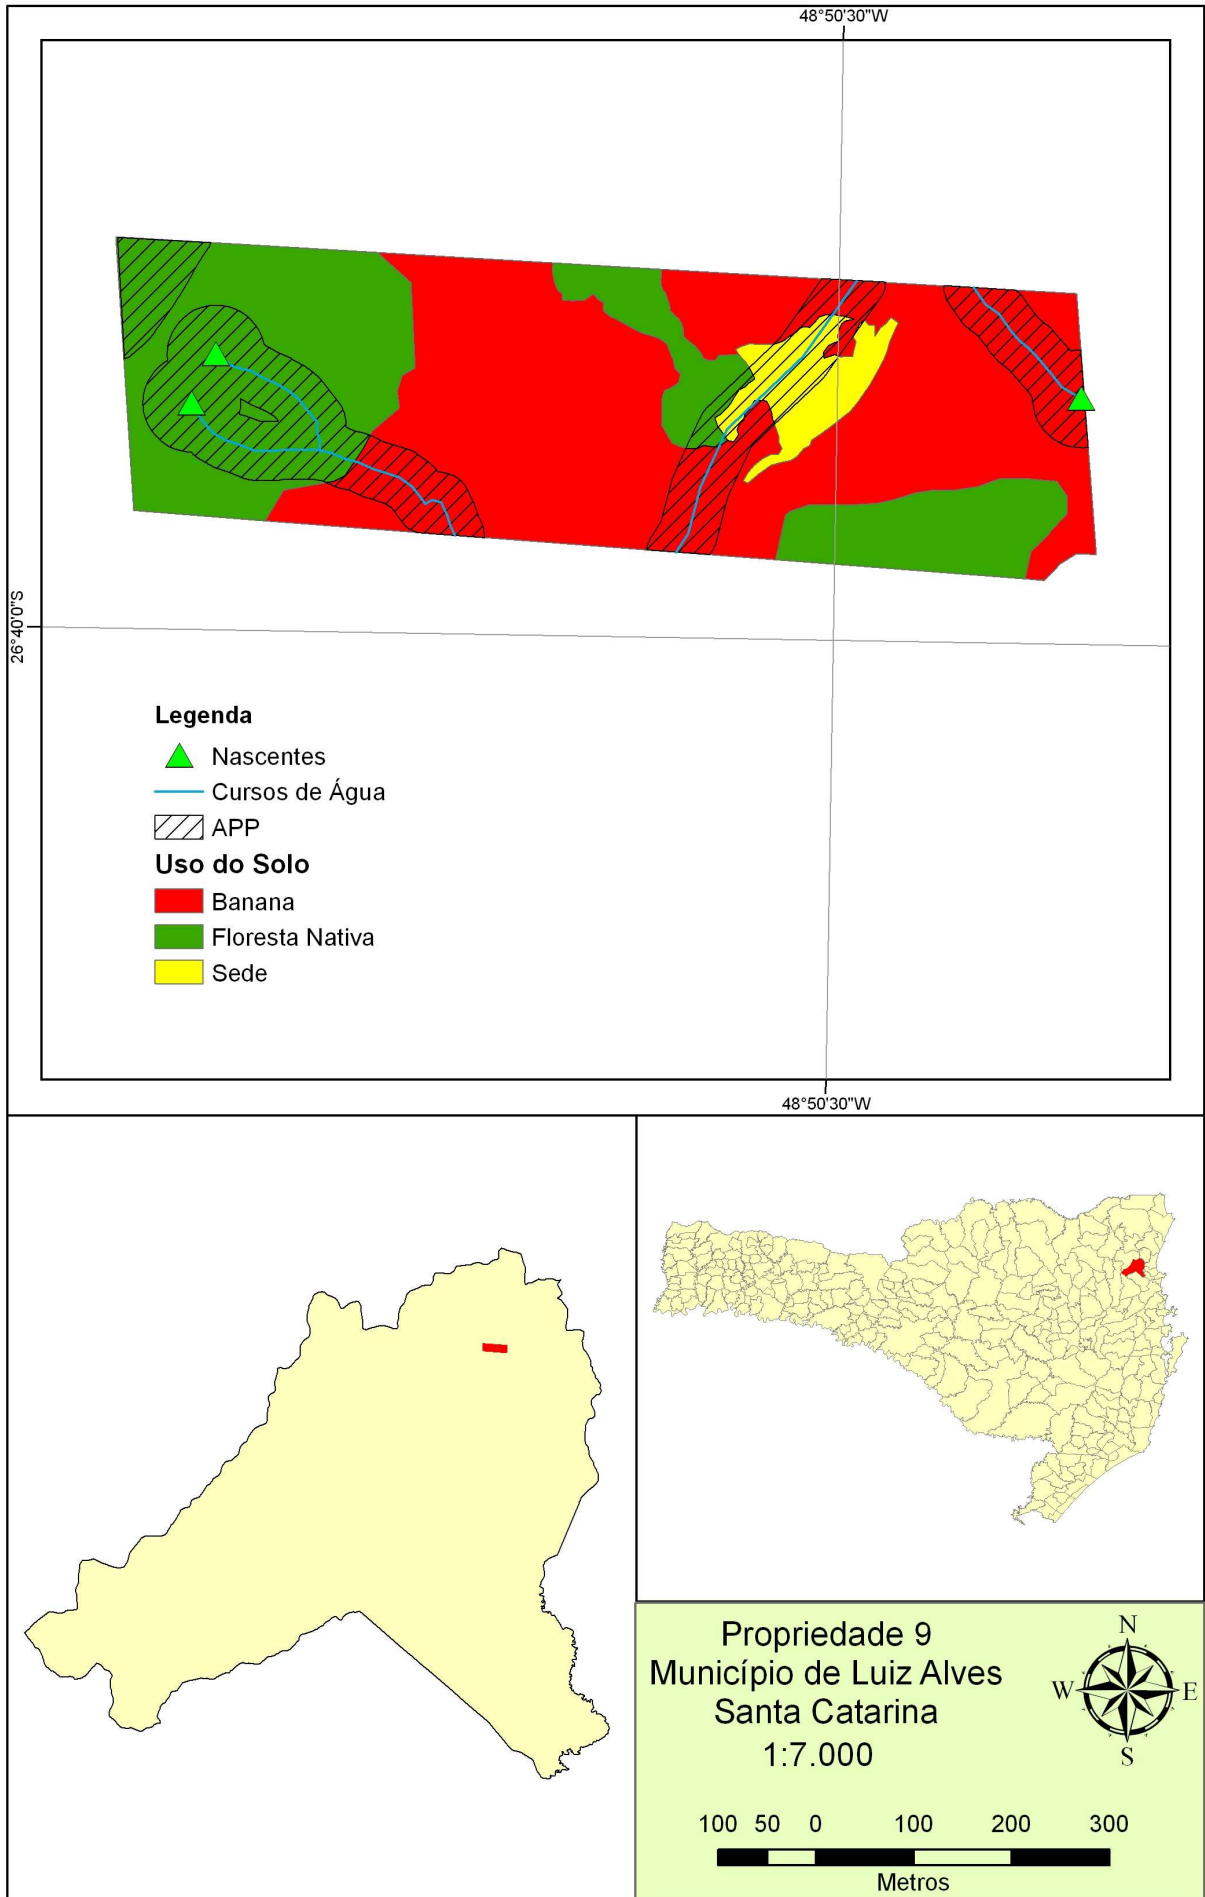 48°50'30"W
26°40'0"S
Legenda
Nascentes
Cursos de Água
APP
Uso do Solo
Banana
Floresta Nativa
Sede
48°50'30"W
Propriedade 9
Município de Luiz Alves
Santa Catarina
1:7.000
N
W
E
S
100 50 0 100 200 300
Metros